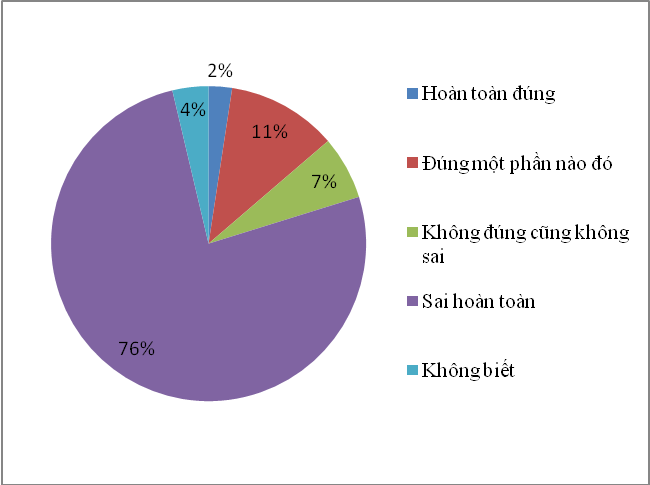 2%
4%
11%
7%
76%
Hoàn toàn đúng
Đúng một phần nào đó
Không đúng cũng không
sai
Sai hoàn toàn
Không biết